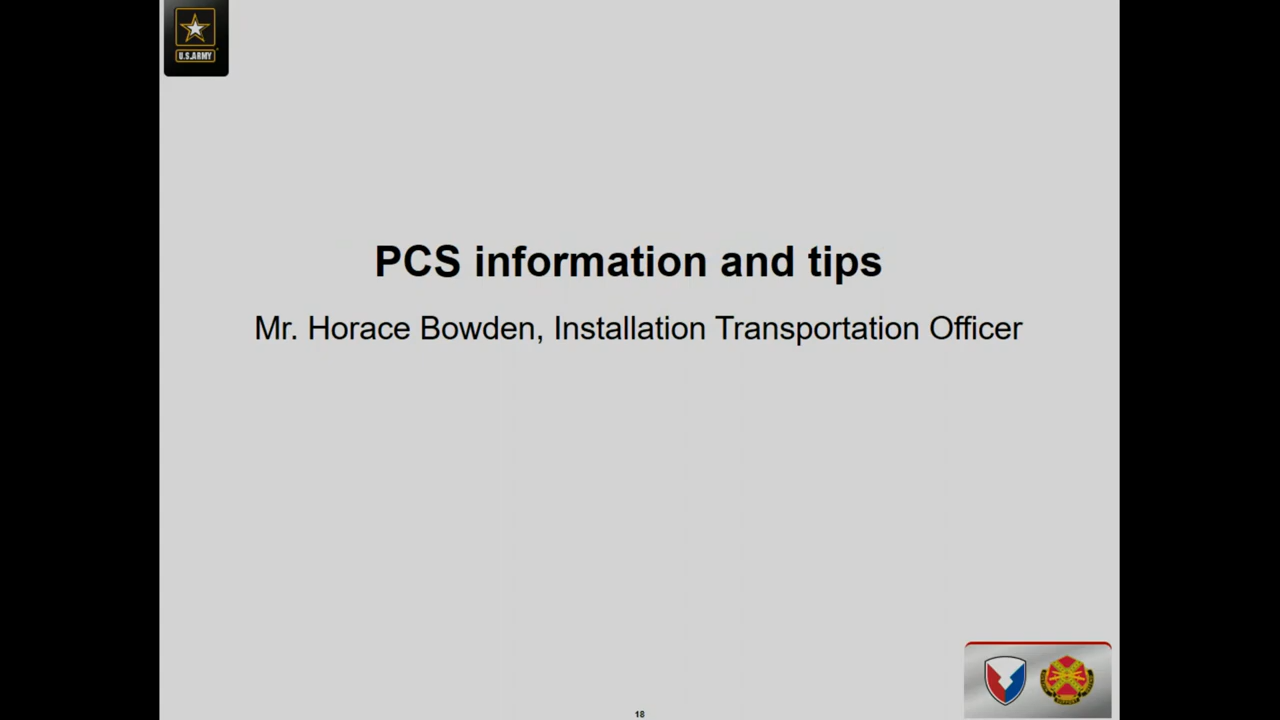 U.S.ARMY
PCS information and tips
Mr. Horace Bowden, Installation Transportation Officer
18